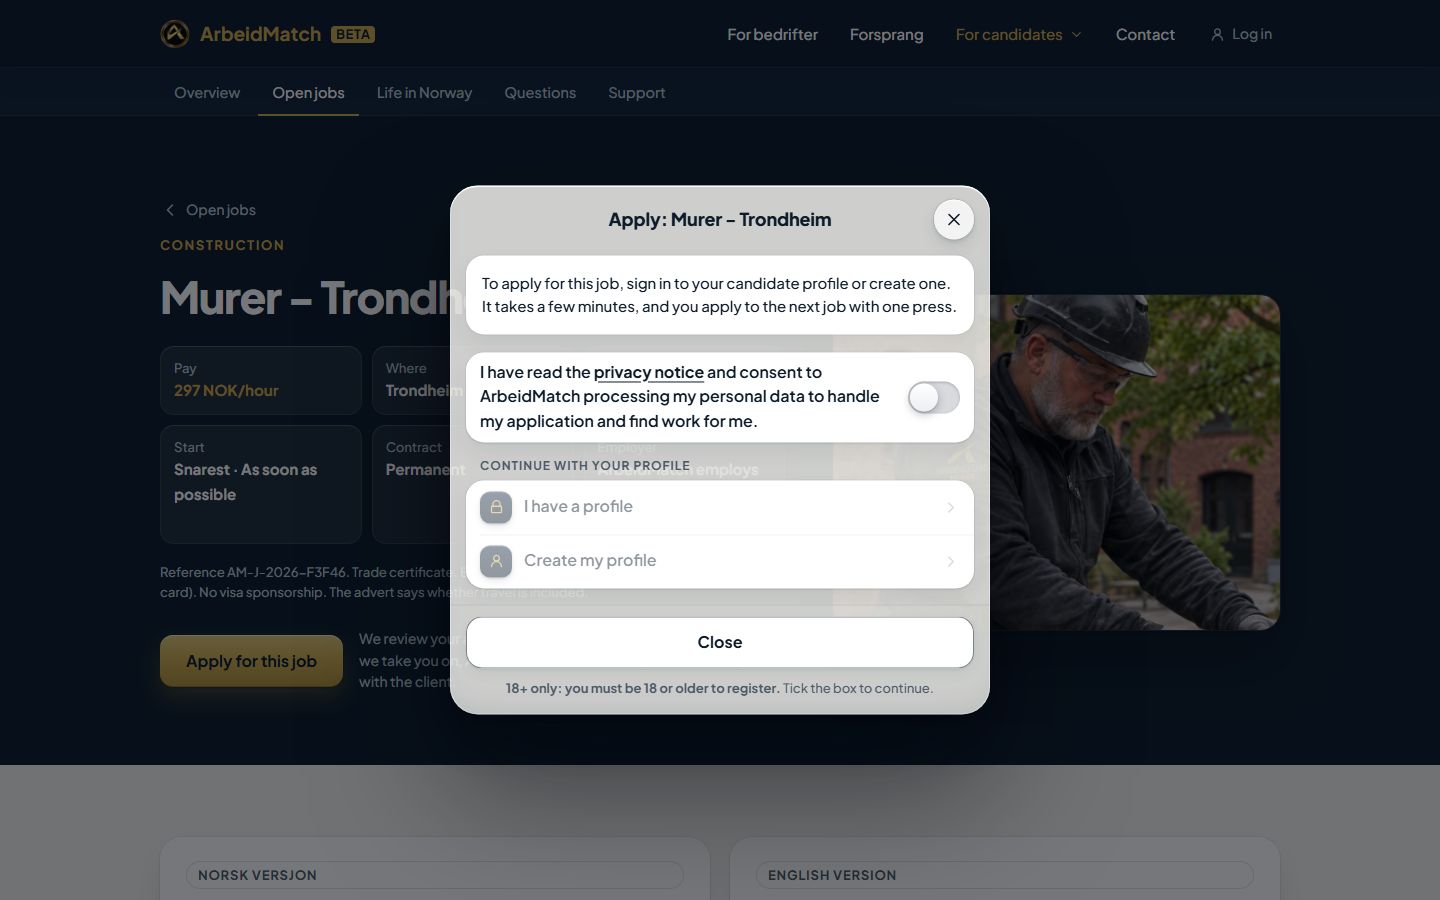 ArbeidMatch BETA
For bedrifter
Forsprang
For candidates
Contact
Log in
Overview
Open jobs
Life in Norway
Questions
Support
Open jobs
CONSTRUCTION
Murer – Trondh
Pay
297 NOK/hour
Where
Trondheim
Start
Snarest · As soon as
possible
Contract
Permanent
Employer
ArbeidMatch employs
Reference AM-J-2026-F3F46. Trade certificate.
card). No visa sponsorship. The advert says whether travel is included.
Apply for this job
We review your
we take you on,
with the client
Apply: Murer – Trondheim
To apply for this job, sign in to your candidate profile or create one.
It takes a few minutes, and you apply to the next job with one press.
I have read the privacy notice and consent to
ArbeidMatch processing my personal data to handle
my application and find work for me.
CONTINUE WITH YOUR PROFILE
I have a profile
Create my profile
Close
18+ only: you must be 18 or older to register. Tick the box to continue.
NORSK VERSJON
ENGLISH VERSION